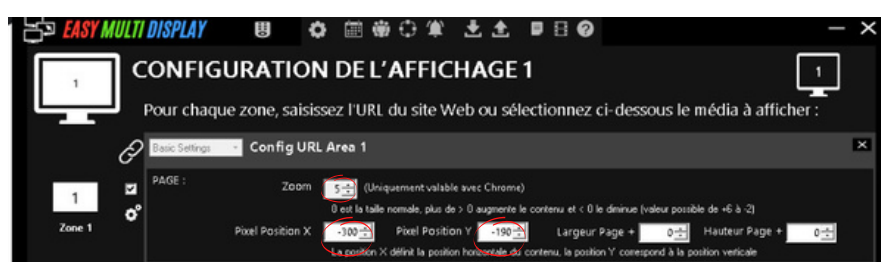 EASY MULTI DISPLAY
1 CONFIGURATION DE L'AFFICHAGE 1 1
Pour chaque zone, saisissez l'URL du site Web ou sélectionnez ci-dessous le média à afficher :
Basic Settings Config URL Area 1
PAGE : Zoom 5 (Uniquement valable avec Chrome)
0 est la taille normale, plus de > 0 augmente le contenu et < 0 le diminue (valeur possible de +6 à -2)
1
Zone 1
Pixel Position X -300 Pixel Position Y -190 Largeur Page + 0 Hauteur Page + 0
La position X définit la position horizontale du contenu, la position Y correspond à la position verticale